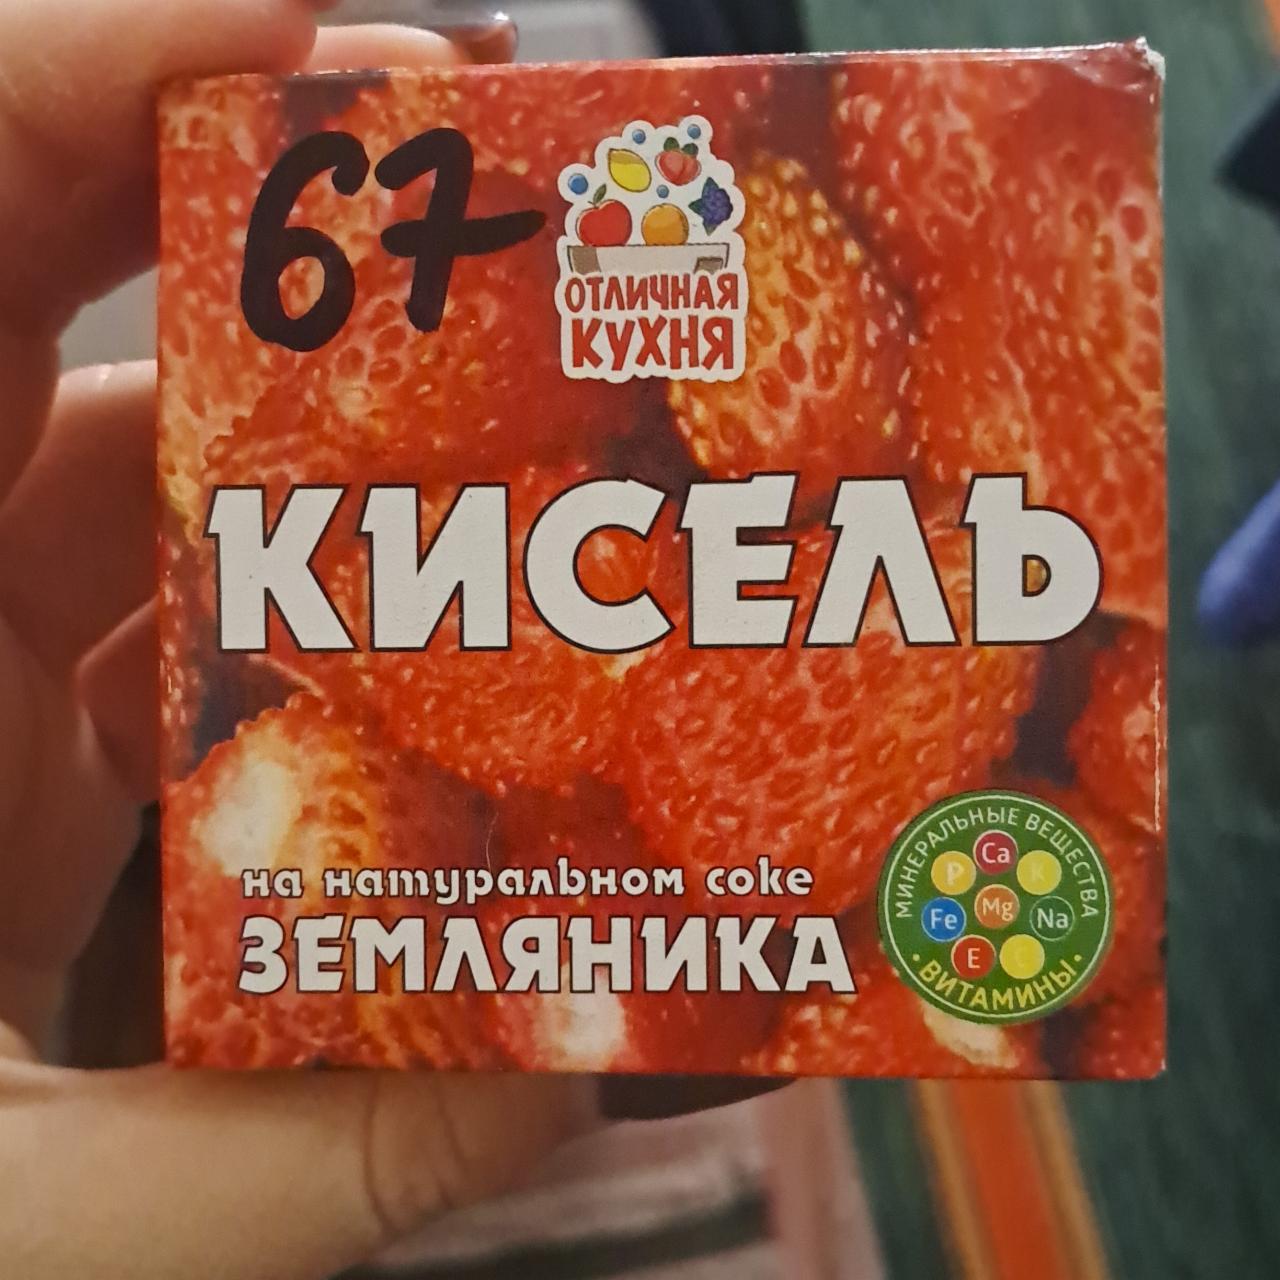 67
ОТЛИЧНАЯ
КУХНЯ
КИСЕЛЬ
на натуральном соке
ЗЕМЛЯНИКА
МИНЕРАЛЬНЫЕ ВЕЩЕСТВА
Ca
P K
Fe Mg Na
E C
• ВИТАМИНЫ •